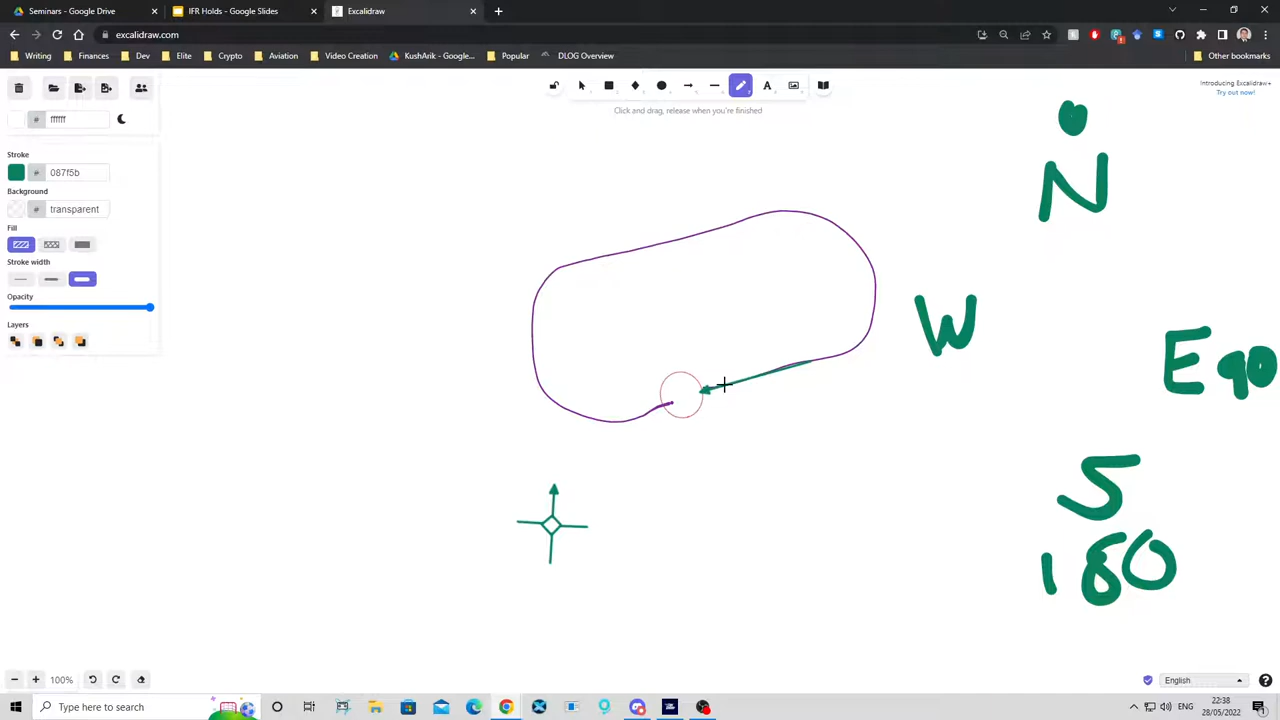 Seminars - Google Drive
IFR Holds - Google Slides
Excalidraw
excalidraw.com
Writing
Finances
Dev
Elite
Crypto
Aviation
Video Creation
KushArik - Google...
Popular
DLOG Overview
Other bookmarks
Click and drag, release when you're finished
Introducing Excalidraw+
Try out now!
# ffffff
Stroke
# 087f5b
Background
# transparent
Fill
Stroke width
Opacity
Layers
N
W
E 90
S
180
100%
English
Type here to search
ENG
22:38
28/05/2022